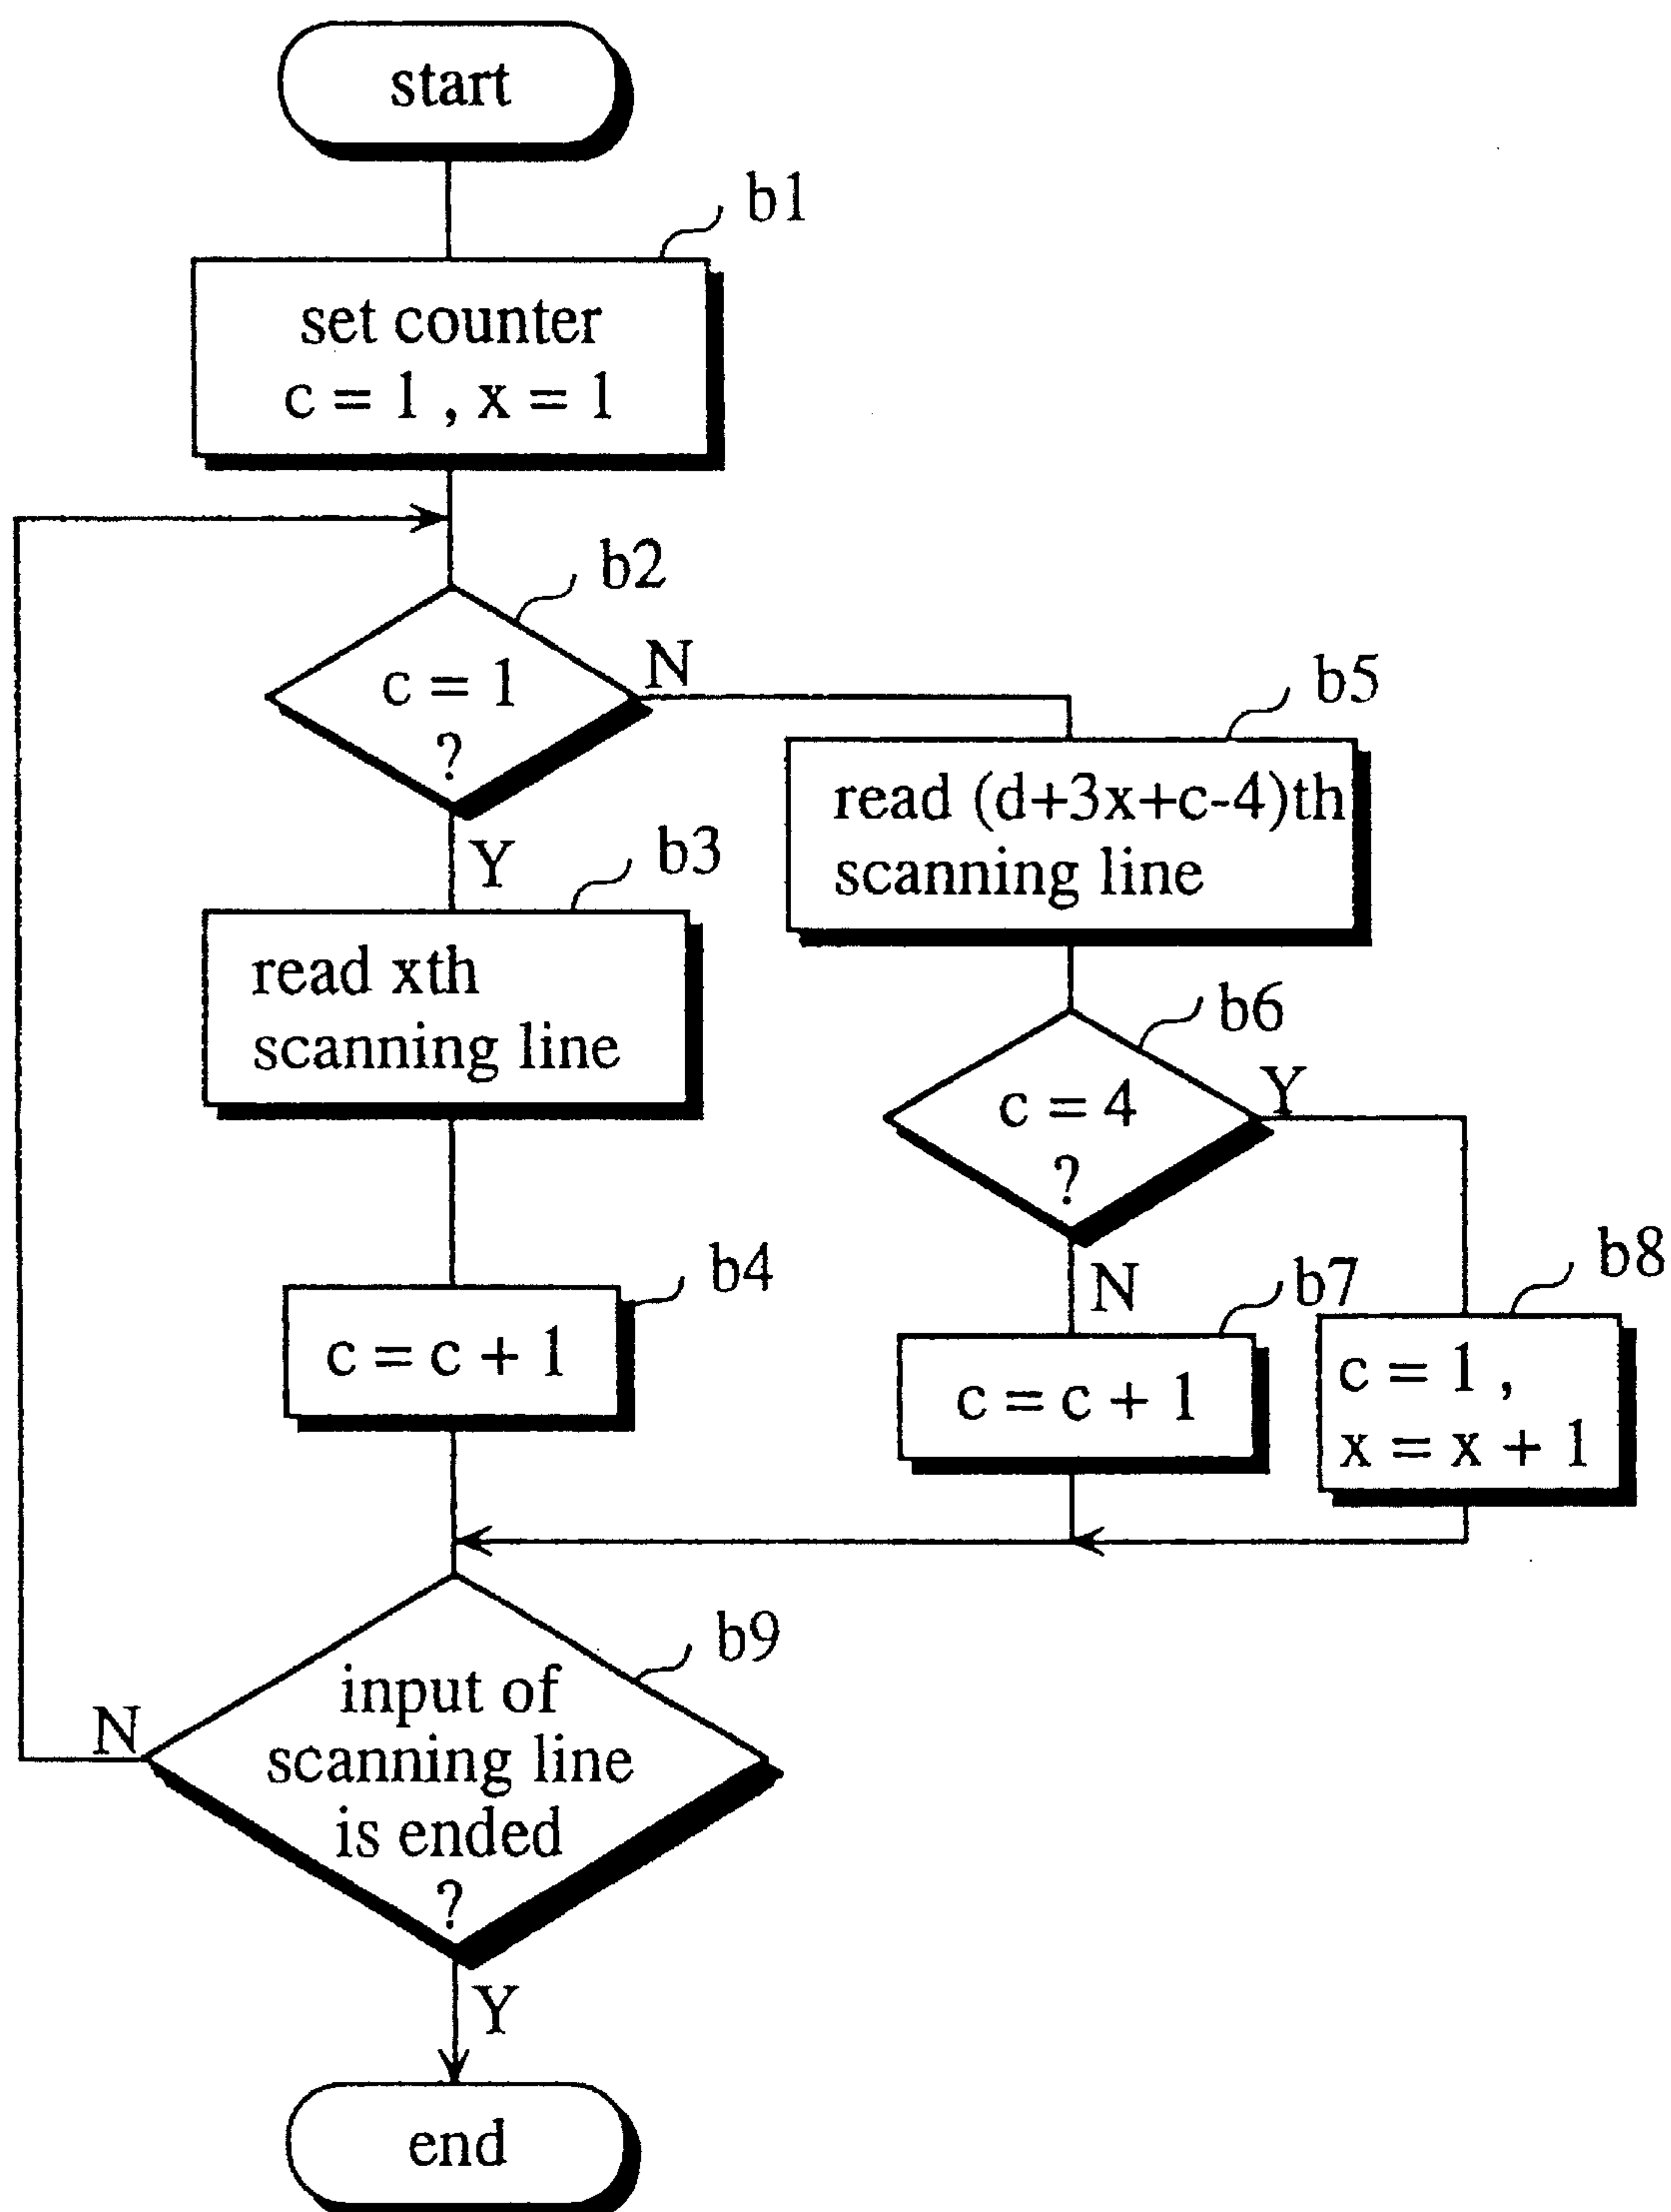 start
b1
set counter
c = 1 , x = 1
b2
c = 1
?
N
Y
b3
read xth
scanning line
b4
c = c + 1
b5
read (d+3x+c-4)th
scanning line
b6
c = 4
?
Y
N
b7
c = c + 1
b8
c = 1 ,
x = x + 1
b9
input of
scanning line
is ended
?
N
Y
end